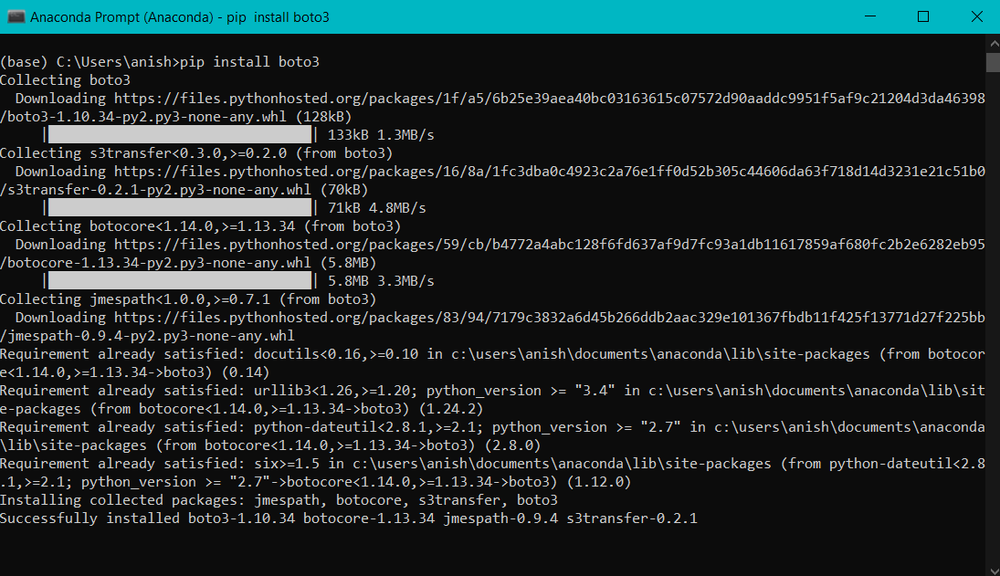 Anaconda Prompt (Anaconda) - pip  install boto3
(base) C:\Users\anish>pip install boto3
Collecting boto3
  Downloading https://files.pythonhosted.org/packages/1f/a5/6b25e39aea40bc03163615c07572d90aaddc9951f5af9c21204d3da46398
/boto3-1.10.34-py2.py3-none-any.whl (128kB)
     |████████████████████████████████| 133kB 1.3MB/s
Collecting s3transfer<0.3.0,>=0.2.0 (from boto3)
  Downloading https://files.pythonhosted.org/packages/16/8a/1fc3dba0c4923c2a76e1ff0d52b305c44606da63f718d14d3231e21c51b0
/s3transfer-0.2.1-py2.py3-none-any.whl (70kB)
     |████████████████████████████████| 71kB 4.8MB/s
Collecting botocore<1.14.0,>=1.13.34 (from boto3)
  Downloading https://files.pythonhosted.org/packages/59/cb/b4772a4abc128f6fd637af9d7fc93a1db11617859af680fc2b2e6282eb95
/botocore-1.13.34-py2.py3-none-any.whl (5.8MB)
     |████████████████████████████████| 5.8MB 3.3MB/s
Collecting jmespath<1.0.0,>=0.7.1 (from boto3)
  Downloading https://files.pythonhosted.org/packages/83/94/7179c3832a6d45b266ddb2aac329e101367fbdb11f425f13771d27f225bb
/jmespath-0.9.4-py2.py3-none-any.whl
Requirement already satisfied: docutils<0.16,>=0.10 in c:\users\anish\documents\anaconda\lib\site-packages (from botocor
e<1.14.0,>=1.13.34->boto3) (0.14)
Requirement already satisfied: urllib3<1.26,>=1.20; python_version >= "3.4" in c:\users\anish\documents\anaconda\lib\sit
e-packages (from botocore<1.14.0,>=1.13.34->boto3) (1.24.2)
Requirement already satisfied: python-dateutil<2.8.1,>=2.1; python_version >= "2.7" in c:\users\anish\documents\anaconda
\lib\site-packages (from botocore<1.14.0,>=1.13.34->boto3) (2.8.0)
Requirement already satisfied: six>=1.5 in c:\users\anish\documents\anaconda\lib\site-packages (from python-dateutil<2.8
.1,>=2.1; python_version >= "2.7"->botocore<1.14.0,>=1.13.34->boto3) (1.12.0)
Installing collected packages: jmespath, botocore, s3transfer, boto3
Successfully installed boto3-1.10.34 botocore-1.13.34 jmespath-0.9.4 s3transfer-0.2.1